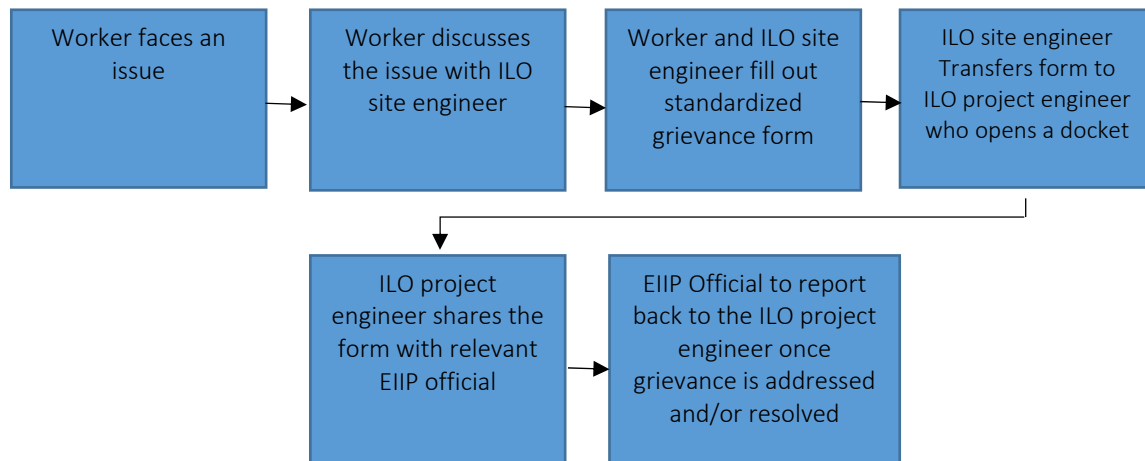 Worker faces an
issue
Worker discusses
the issue with ILO
site engineer
Worker and ILO site
engineer fill out
standardized
grievance form
ILO site engineer
Transfers form to
ILO project engineer
who opens a docket
ILO project
engineer shares the
form with relevant
EIIP official
EIIP Official to report
back to the ILO project
engineer once
grievance is addressed
and/or resolved